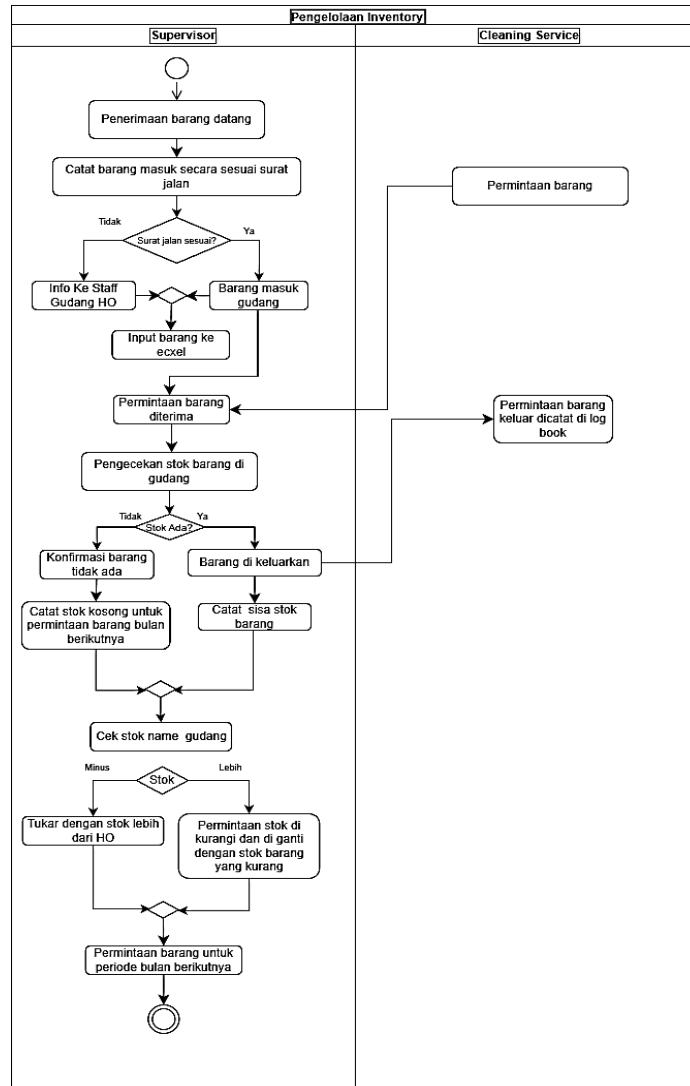 Pengelolaan Inventory
Supervisor
Cleaning Service
Penerimaan barang datang
Catat barang masuk secara sesuai surat
jalan
Permintaan barang
Tidak
Ya
Surat jalan sesuai?
Info Ke Staff
Gudang HO
Barang masuk
gudang
Input barang ke
ecxel
Permintaan barang
diterima
Permintaan barang
keluar dicatat di log
book
Pengecekan stok barang di
gudang
Tidak
Ya
Stok Ada?
Konfirmasi barang
tidak ada
Barang di keluarkan
Catat stok kosong untuk
permintaan barang bulan
berikutnya
Catat sisa stok
barang
Cek stok name gudang
Minus
Lebih
Stok
Tukar dengan stok lebih
dari HO
Permintaan stok di
kurangi dan di ganti
dengan stok barang
yang kurang
Permintaan barang untuk
periode bulan berikutnya